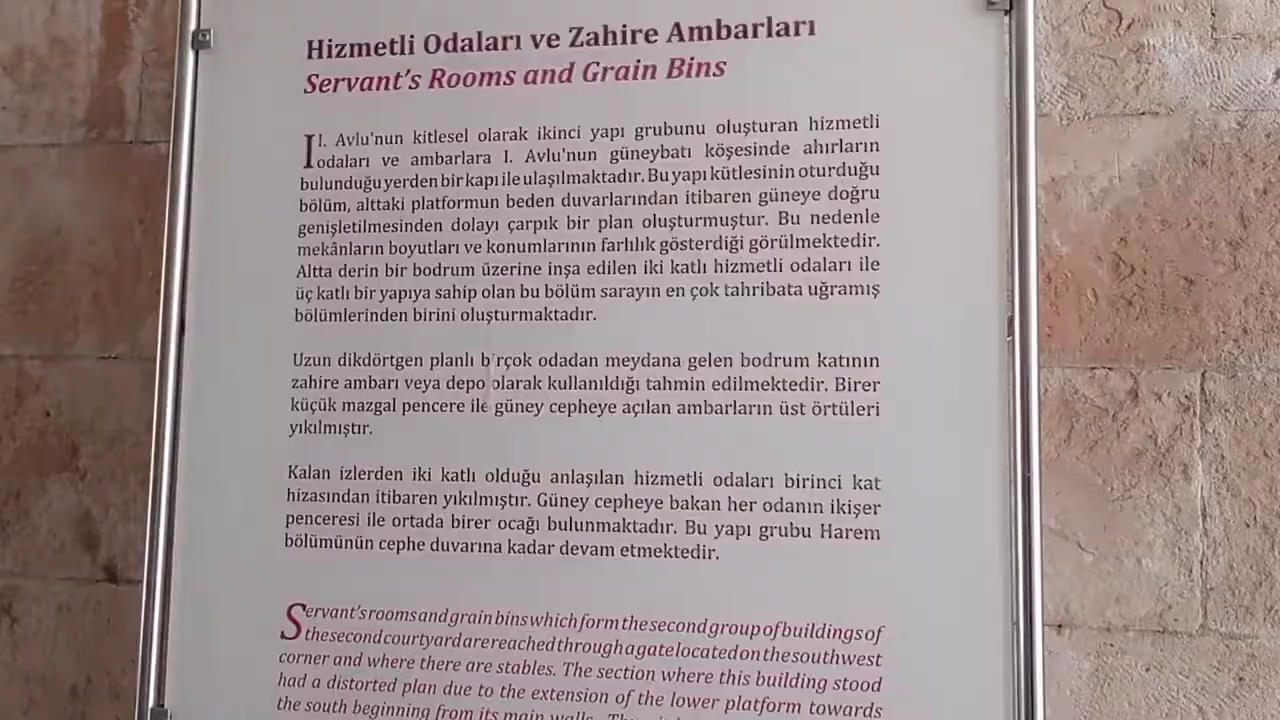 Hizmetli Odaları ve Zahire Ambarları
Servant's Rooms and Grain Bins
II. Avlu'nun kitlesel olarak ikinci yapı grubunu oluşturan hizmetli
odaları ve ambarlara I. Avlu'nun güneybatı köşesinde ahırların
bulunduğu yerden bir kapı ile ulaşılmaktadır. Bu yapı kütlesinin oturduğu
bölüm, alttaki platformun beden duvarlarından itibaren güneye doğru
genişletilmesinden dolayı çarpık bir plan oluşturmuştur. Bu nedenle
mekânların boyutları ve konumlarının farlılık gösterdiği görülmektedir.
Altta derin bir bodrum üzerine inşa edilen iki katlı hizmetli odaları ile
üç katlı bir yapıya sahip olan bu bölüm sarayın en çok tahribata uğramış
bölümlerinden birini oluşturmaktadır.
Uzun dikdörtgen planlı birçok odadan meydana gelen bodrum katının
zahire ambarı veya depo olarak kullanıldığı tahmin edilmektedir. Birer
küçük mazgal pencere ile güney cepheye açılan ambarların üst örtüleri
yıkılmıştır.
Kalan izlerden iki katlı olduğu anlaşılan hizmetli odaları birinci kat
hizasından itibaren yıkılmıştır. Güney cepheye bakan her odanın ikişer
penceresi ile ortada birer ocağı bulunmaktadır. Bu yapı grubu Harem
bölümünün cephe duvarına kadar devam etmektedir.
Servant's rooms and grain bins which form the second group of buildings of
the second courtyard are reached through a gate located on the southwest
corner and where there are stables. The section where this building stood
had a distorted plan due to the extension of the lower platform towards
the south beginning from its main walls.